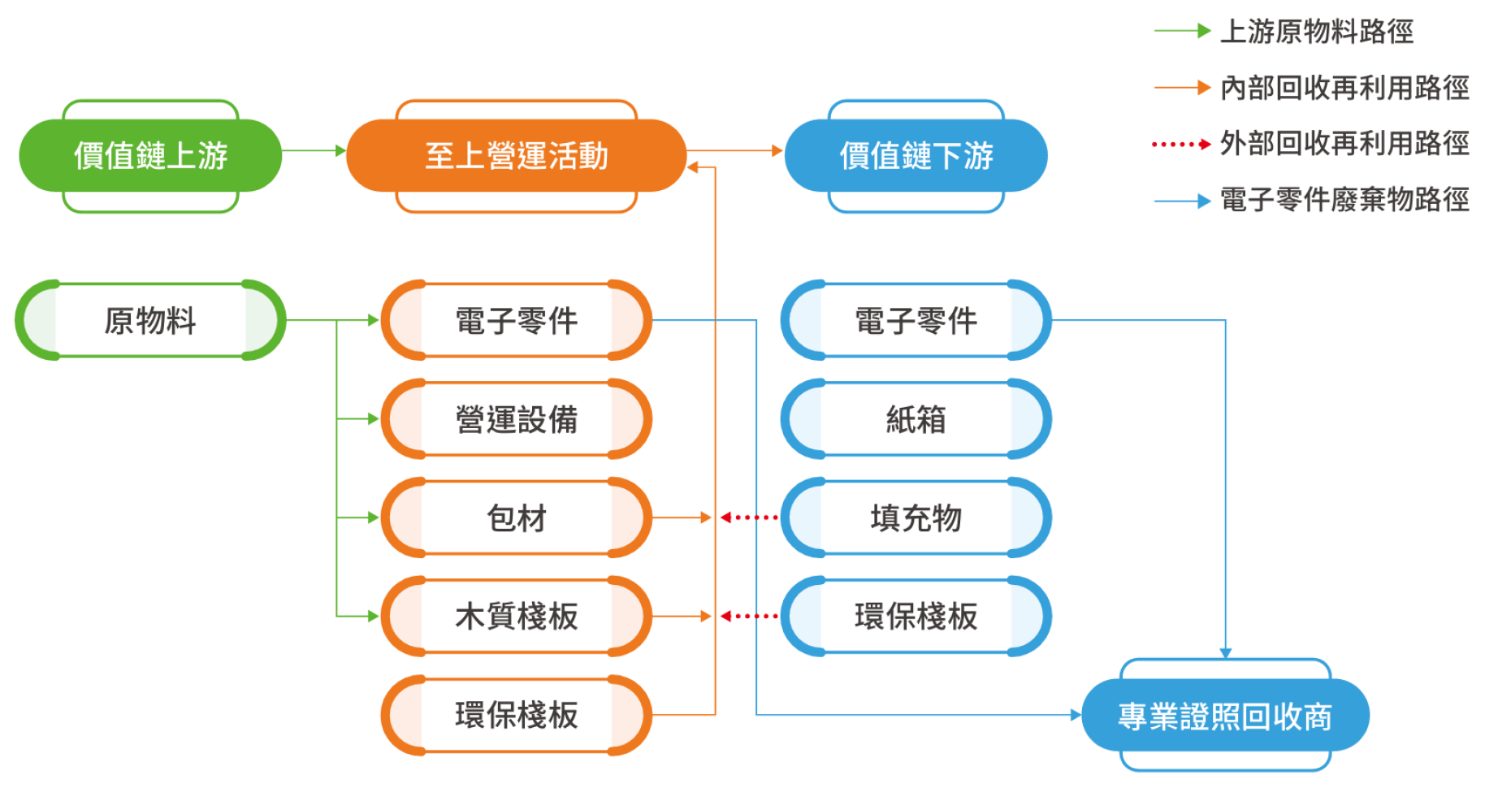 上游原物料路徑
內部回收再利用路徑
外部回收再利用路徑
電子零件廢棄物路徑
價值鏈上游
至上營運活動
價值鏈下游
原物料
電子零件
營運設備
包材
木質棧板
環保棧板
電子零件
紙箱
填充物
環保棧板
專業證照回收商